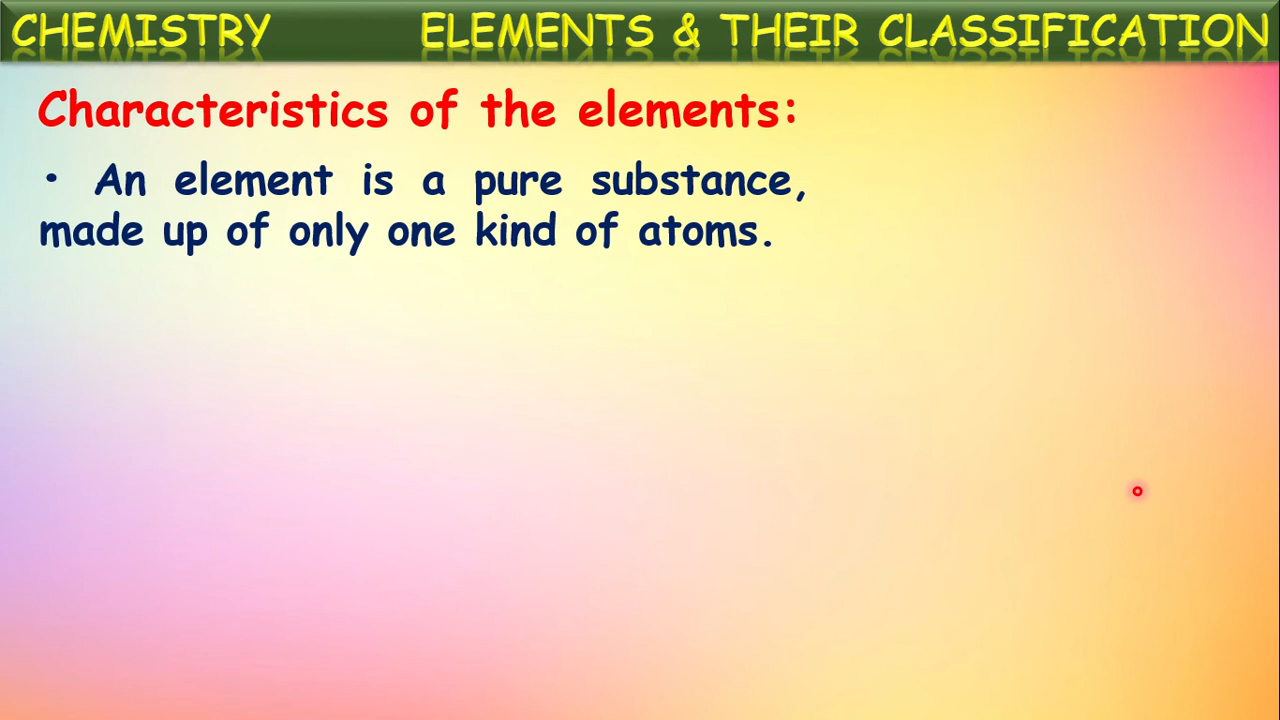 CHEMISTRY ELEMENTS & THEIR CLASSIFICATION
Characteristics of the elements:
• An element is a pure substance,
made up of only one kind of atoms.